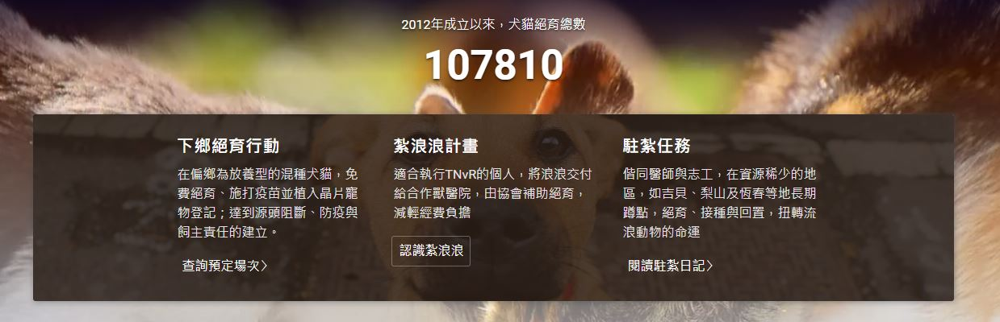 2012年成立以來，犬貓絕育總數
107810
下鄉絕育行動
在偏鄉為放養型的混種犬貓，免
費絕育、施打疫苗並植入晶片寵
物登記；達到源頭阻斷、防疫與
飼主責任的建立。
查詢預定場次〉
紮浪浪計畫
適合執行TNvR的個人，將浪浪交付
給合作獸醫院，由協會補助絕育，
減輕經費負擔
認識紮浪浪
駐紮任務
偕同醫師與志工，在資源稀少的地
區，如吉貝、梨山及恆春等地長期
蹲點，絕育、接種與回置，扭轉流
浪動物的命運
閱讀駐紮日記〉